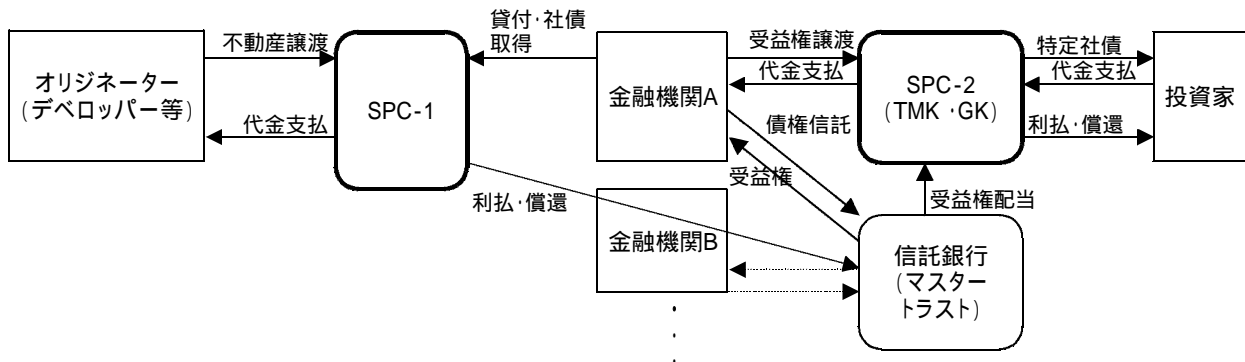 オリジネーター
(デベロッパー等)
不動産譲渡
代金支払
SPC-1
貸付・社債
取得
利払・償還
金融機関A
金融機関B
受益権譲渡
代金支払
債権信託
受益権
SPC-2
(TMK・GK)
受益権配当
信託銀行
(マスター
トラスト)
特定社債
代金支払
利払・償還
投資家